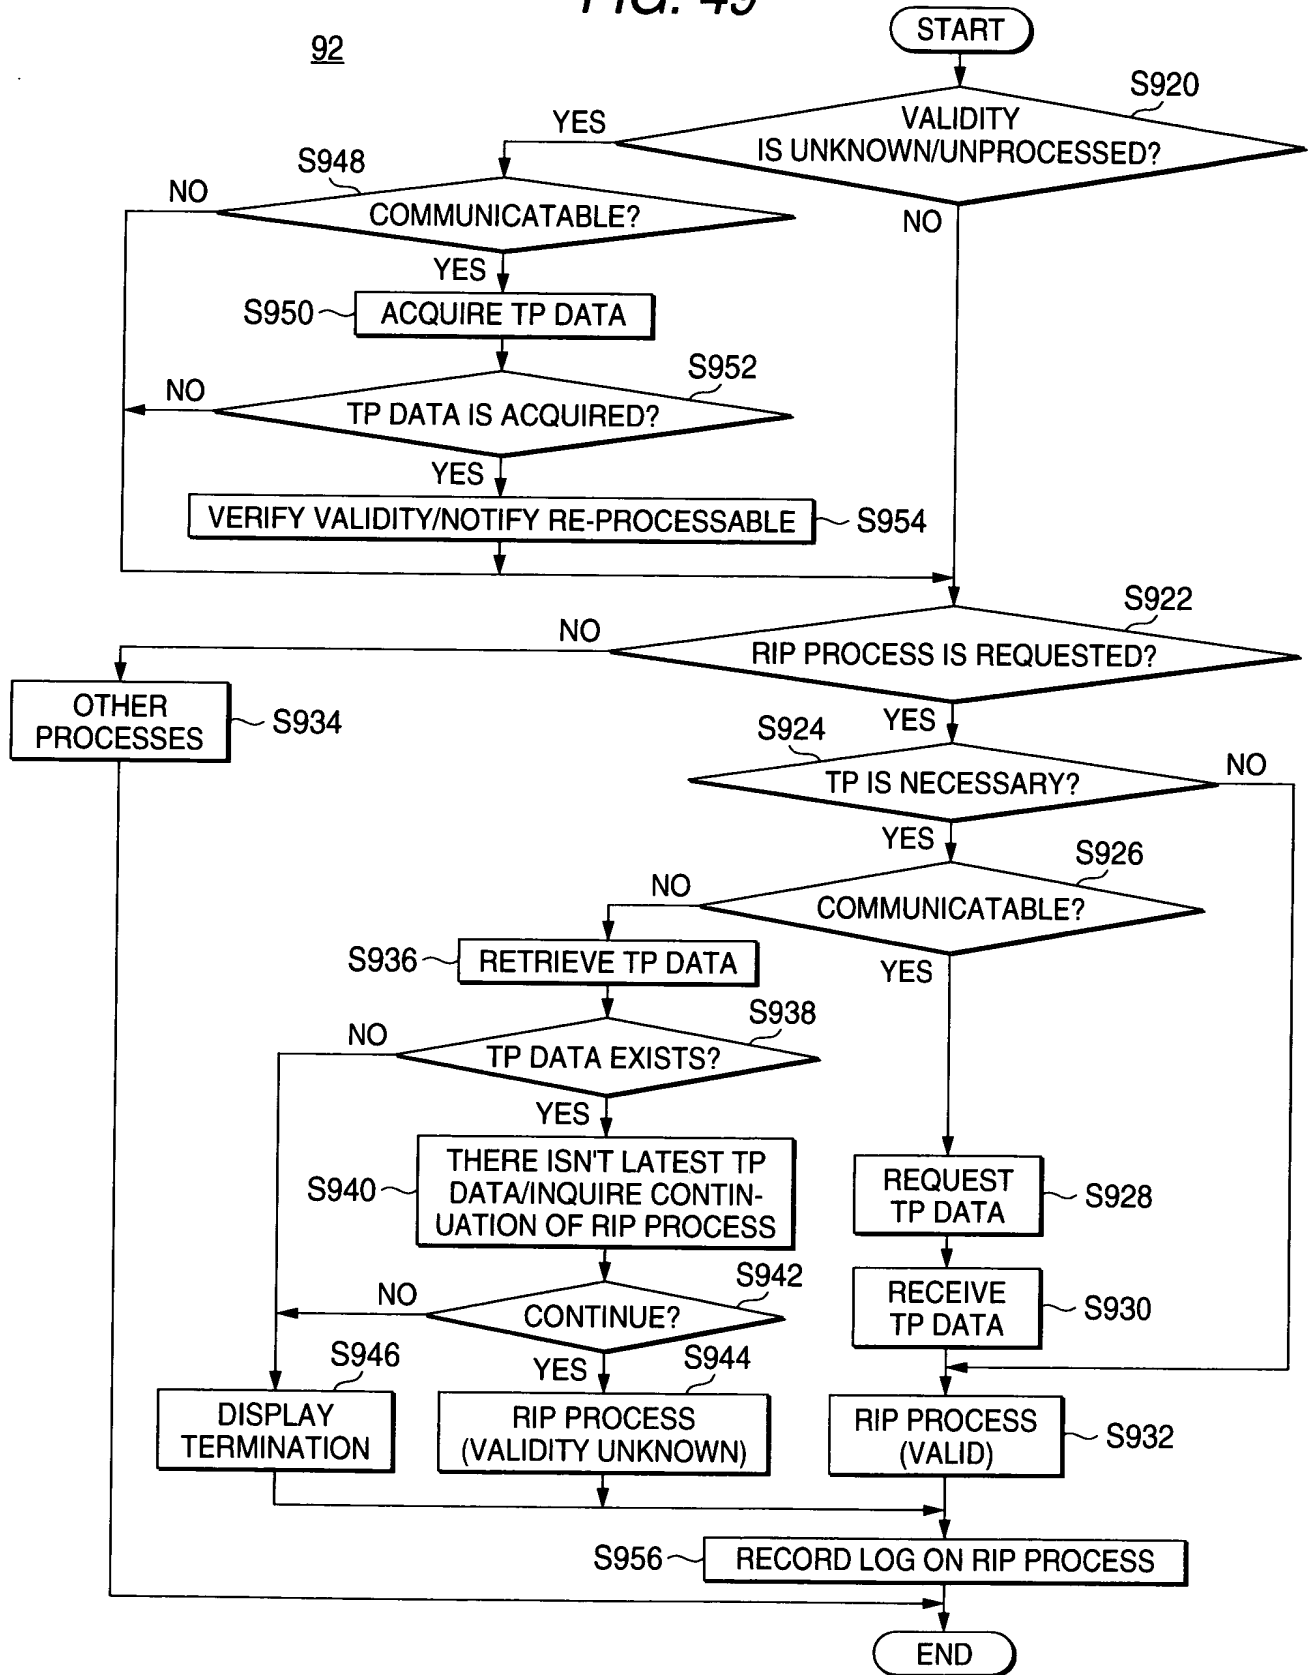 FIG. 49
92
START
S920
VALIDITY
IS UNKNOWN/UNPROCESSED?
YES
NO
S948
COMMUNICATABLE?
NO
YES
S950
ACQUIRE TP DATA
S952
TP DATA IS ACQUIRED?
NO
YES
VERIFY VALIDITY/NOTIFY RE-PROCESSABLE
S954
S922
RIP PROCESS IS REQUESTED?
NO
YES
OTHER
PROCESSES
S934
S924
TP IS NECESSARY?
NO
YES
S926
COMMUNICATABLE?
NO
YES
S936
RETRIEVE TP DATA
S938
TP DATA EXISTS?
NO
YES
S940
THERE ISN'T LATEST TP
DATA/INQUIRE CONTIN-
UATION OF RIP PROCESS
REQUEST
TP DATA
S928
S942
CONTINUE?
NO
YES
RECEIVE
TP DATA
S930
S946
DISPLAY
TERMINATION
S944
RIP PROCESS
(VALIDITY UNKNOWN)
RIP PROCESS
(VALID)
S932
S956
RECORD LOG ON RIP PROCESS
END